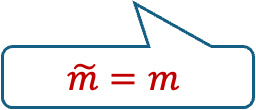 m̃ = m